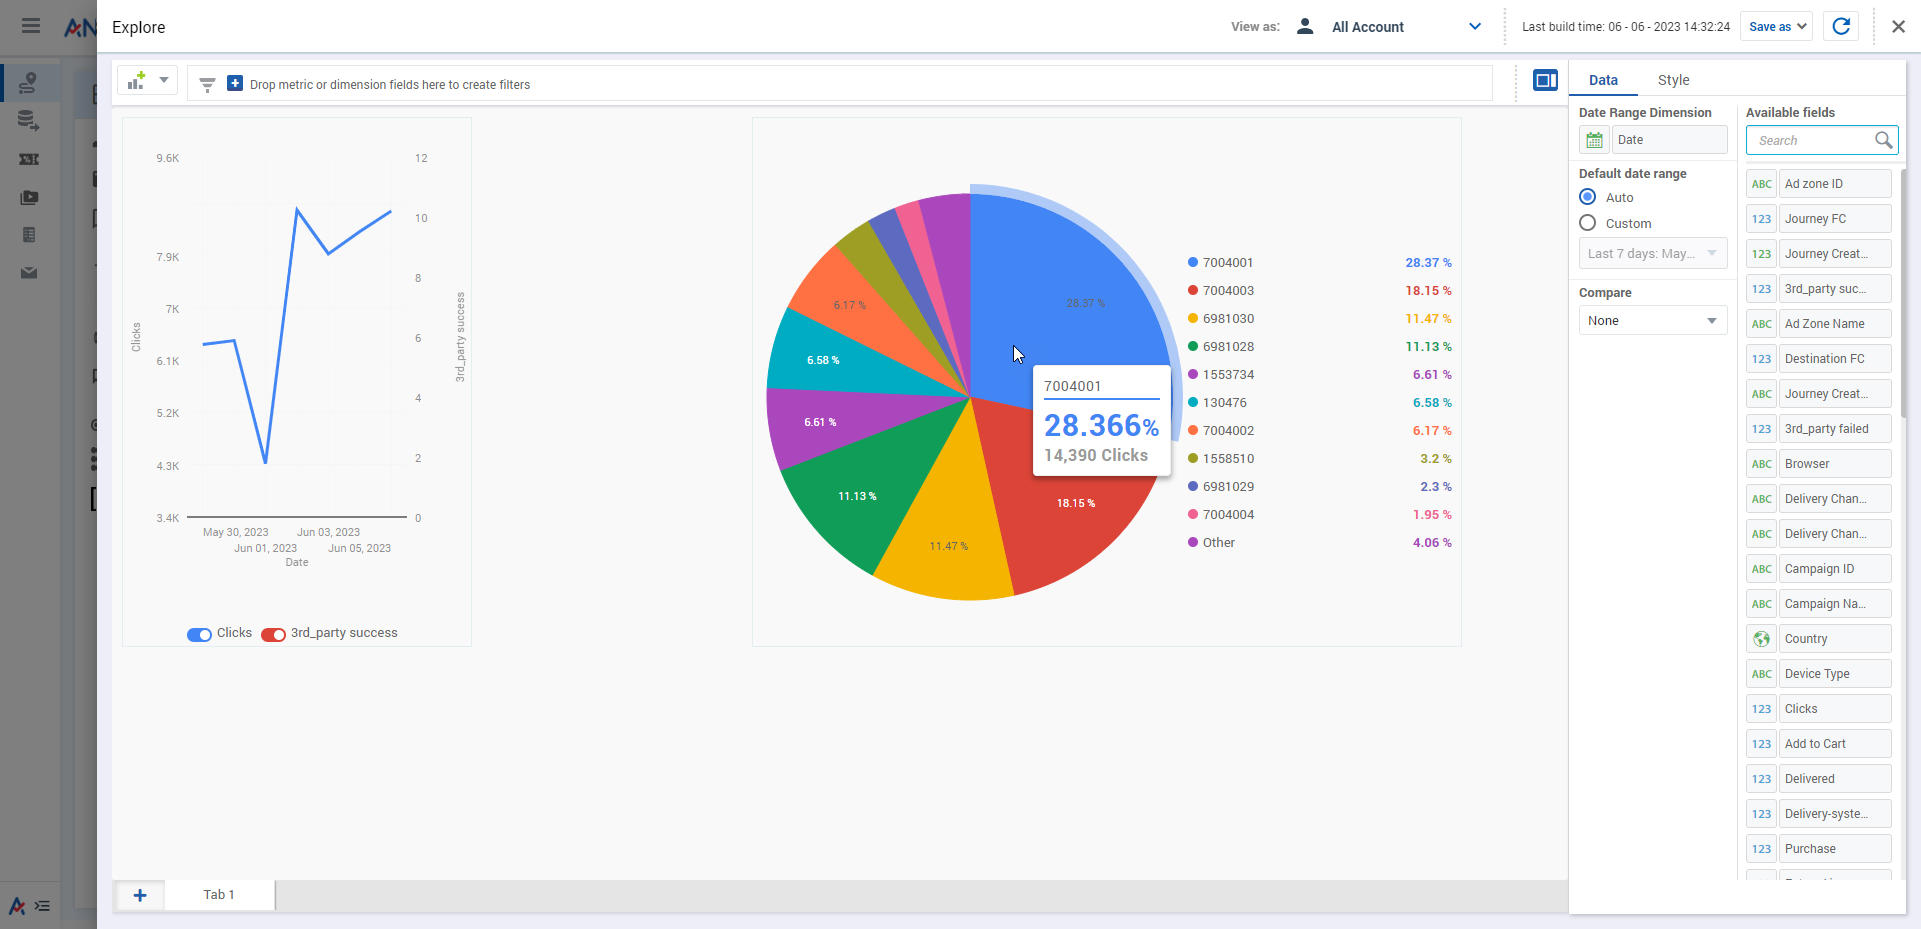 AN
Explore
View as:
All Account
Last build time: 06 - 06 - 2023 14:32:24
Save as
Drop metric or dimension fields here to create filters
9.6K
7.9K
7K
6.1K
5.2K
4.3K
3.4K
Clicks
12
10
8
6
4
2
0
3rd_party success
May 30, 2023
Jun 03, 2023
Jun 01, 2023
Jun 05, 2023
Date
Clicks
3rd_party success
28.37 %
6.17 %
6.58 %
6.61 %
11.13 %
11.47 %
18.15 %
7004001
28.366%
14,390 Clicks
7004001 28.37 %
7004003 18.15 %
6981030 11.47 %
6981028 11.13 %
1553734 6.61 %
130476 6.58 %
7004002 6.17 %
1558510 3.2 %
6981029 2.3 %
7004004 1.95 %
Other 4.06 %
Tab 1
Data
Style
Date Range Dimension
Date
Default date range
Auto
Custom
Last 7 days: May...
Compare
None
Available fields
Search
ABC Ad zone ID
123 Journey FC
123 Journey Creat...
123 3rd_party suc...
ABC Ad Zone Name
123 Destination FC
ABC Journey Creat...
123 3rd_party failed
ABC Browser
ABC Delivery Chan...
ABC Delivery Chan...
ABC Campaign ID
ABC Campaign Na...
Country
ABC Device Type
123 Clicks
123 Add to Cart
123 Delivered
123 Delivery-syste...
123 Purchase